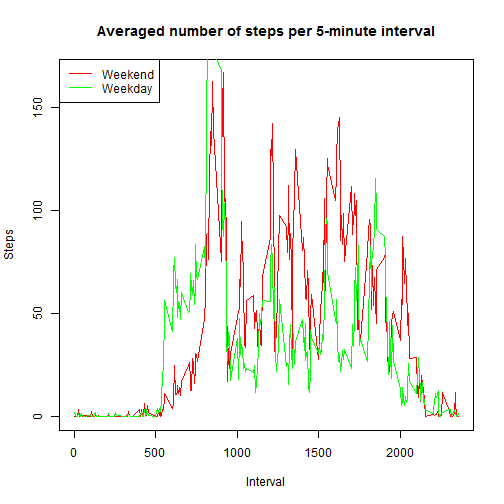 Averaged number of steps per 5-minute interval
Weekend
Weekday
150
100
50
0
Steps
0
500
1000
1500
2000
Interval